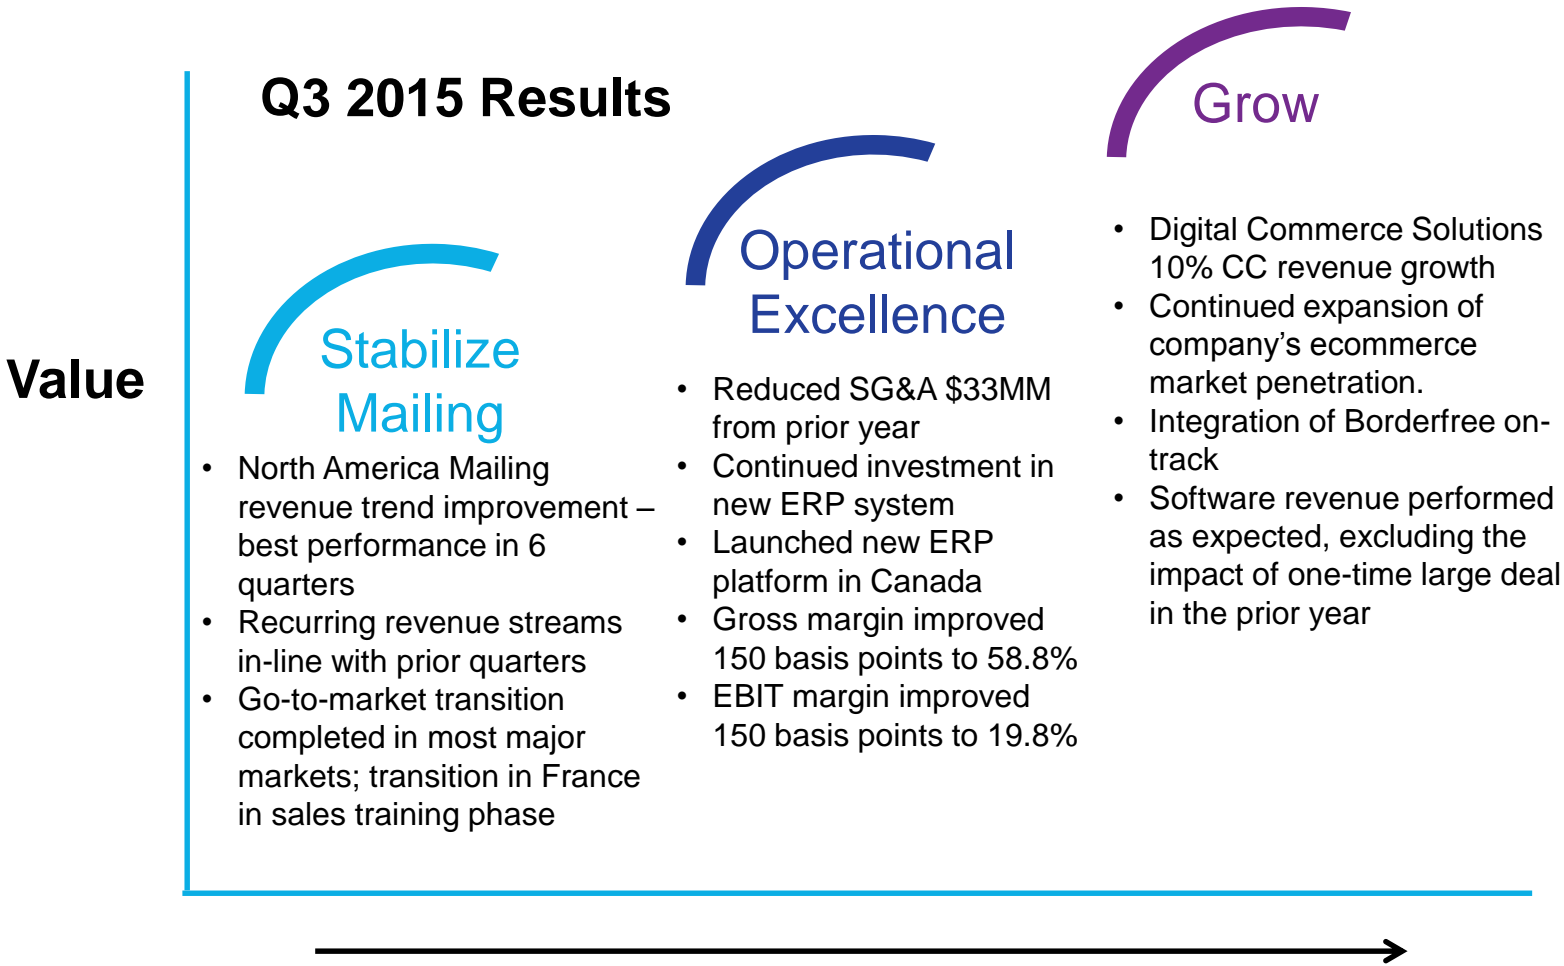 Q3 2015 Results
Value
Stabilize
Mailing
• North America Mailing
revenue trend improvement –
best performance in 6
quarters
• Recurring revenue streams
in-line with prior quarters
• Go-to-market transition
completed in most major
markets; transition in France
in sales training phase
Operational
Excellence
• Reduced SG&A $33MM
from prior year
• Continued investment in
new ERP system
• Launched new ERP
platform in Canada
• Gross margin improved
150 basis points to 58.8%
• EBIT margin improved
150 basis points to 19.8%
Grow
• Digital Commerce Solutions
10% CC revenue growth
• Continued expansion of
company’s ecommerce
market penetration.
• Integration of Borderfree on-
track
• Software revenue performed
as expected, excluding the
impact of one-time large deal
in the prior year